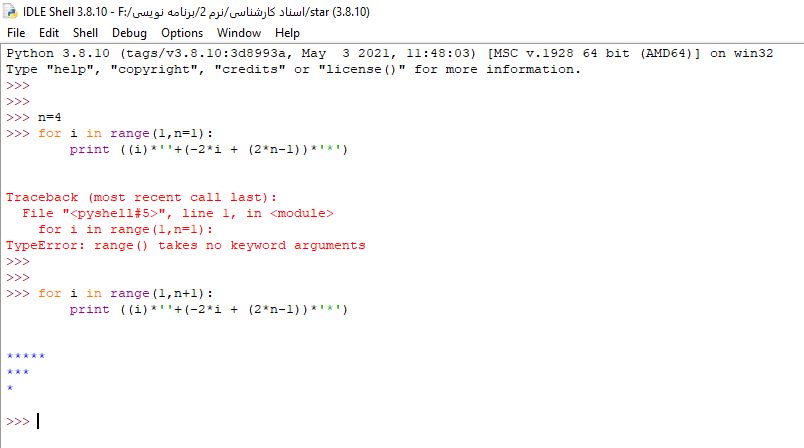 IDLE Shell 3.8.10 - F:/اسناد کارشناسی/نرم 2/برنامه نویسی/star (3.8.10)
File Edit Shell Debug Options Window Help
Python 3.8.10 (tags/v3.8.10:3d8993a, May  3 2021, 11:48:03) [MSC v.1928 64 bit (AMD64)] on win32
Type "help", "copyright", "credits" or "license()" for more information.
>>>
>>>
>>> n=4
>>> for i in range(1,n=1):
        print ((i)*''+(-2*i + (2*n-1))*'*')
Traceback (most recent call last):
  File "<pyshell#5>", line 1, in <module>
    for i in range(1,n=1):
TypeError: range() takes no keyword arguments
>>>
>>>
>>> for i in range(1,n+1):
        print ((i)*''+(-2*i + (2*n-1))*'*')
*****
***
*
>>>